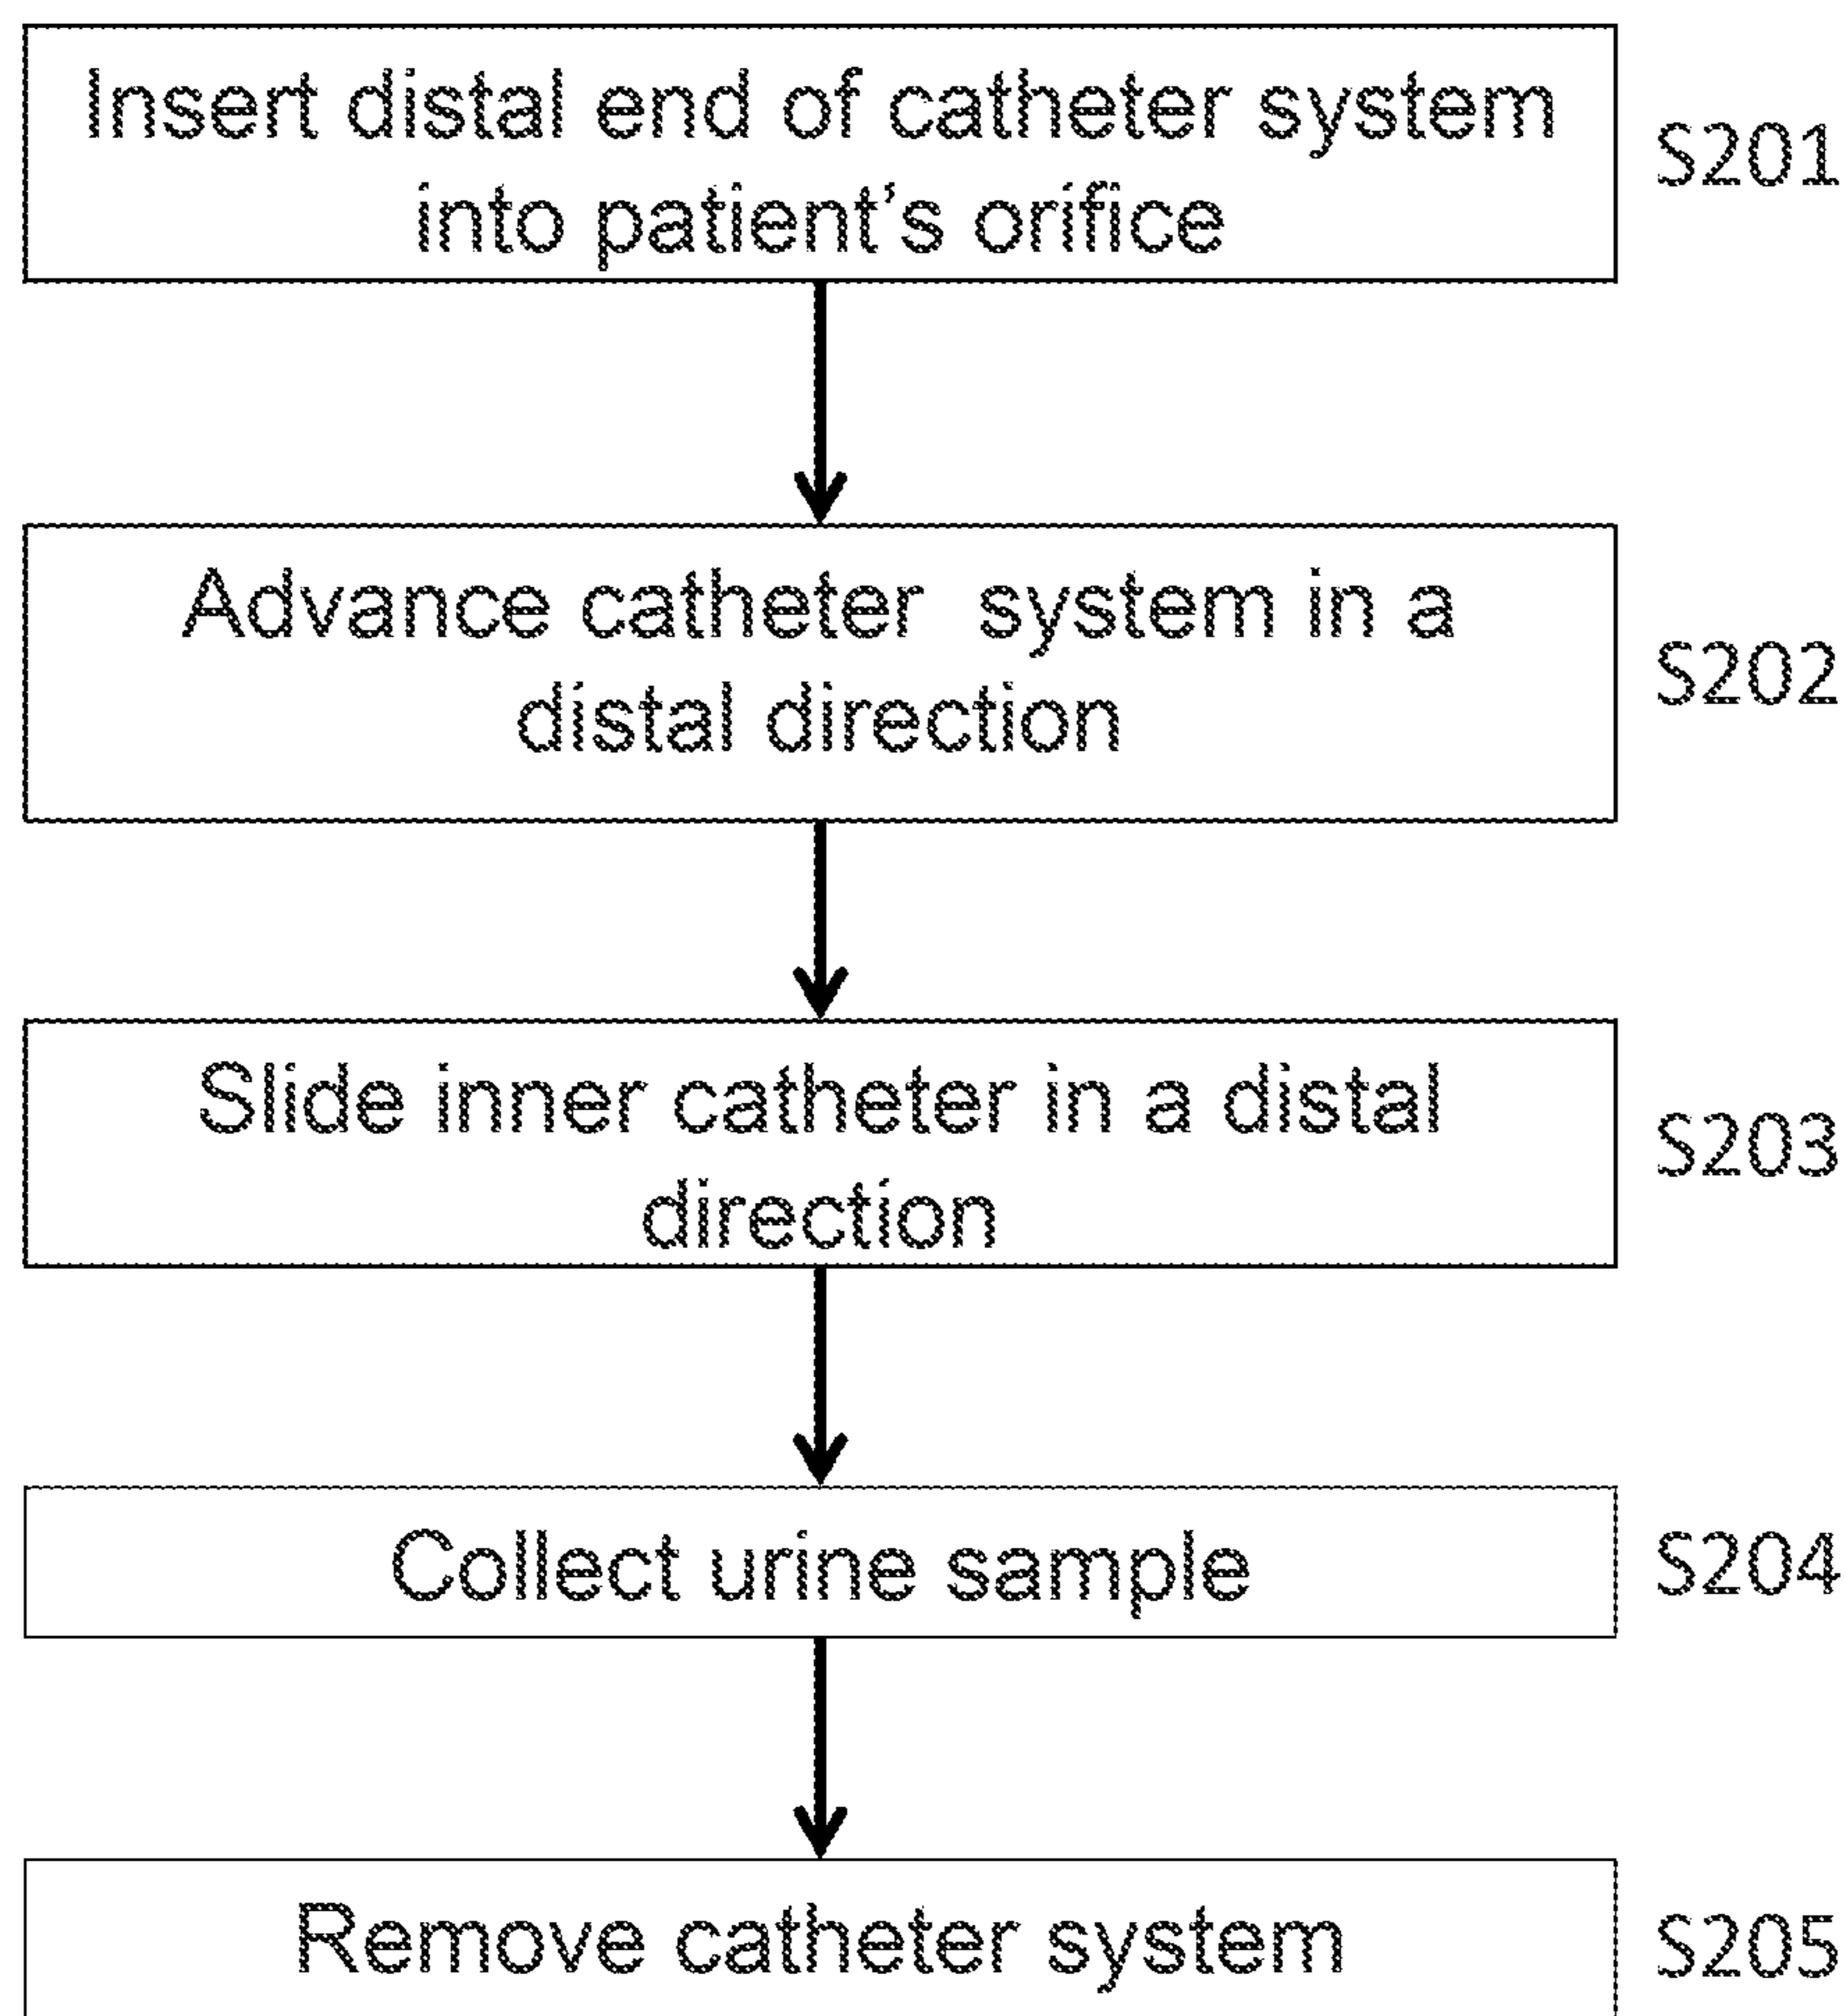 Insert distal end of catheter system
into patient's orifice
S201
Advance catheter system in a
distal direction
S202
Slide inner catheter in a distal
direction
S203
Collect urine sample
S204
Remove catheter system
S205